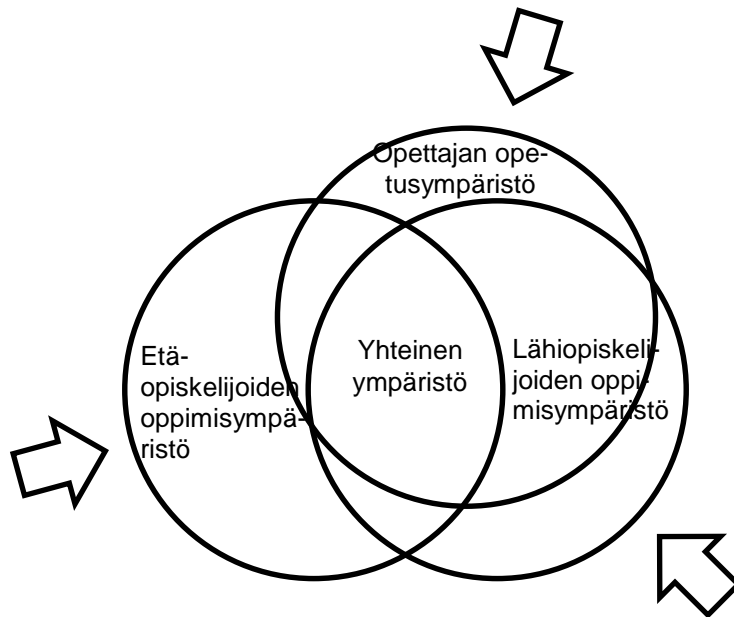 Opettajan ope-
tusympäristö
Etä-
opiskelijoiden
oppimisympä-
ristö
Yhteinen
ympäristö
Lähiopiskeli-
joiden oppi-
misympäristö